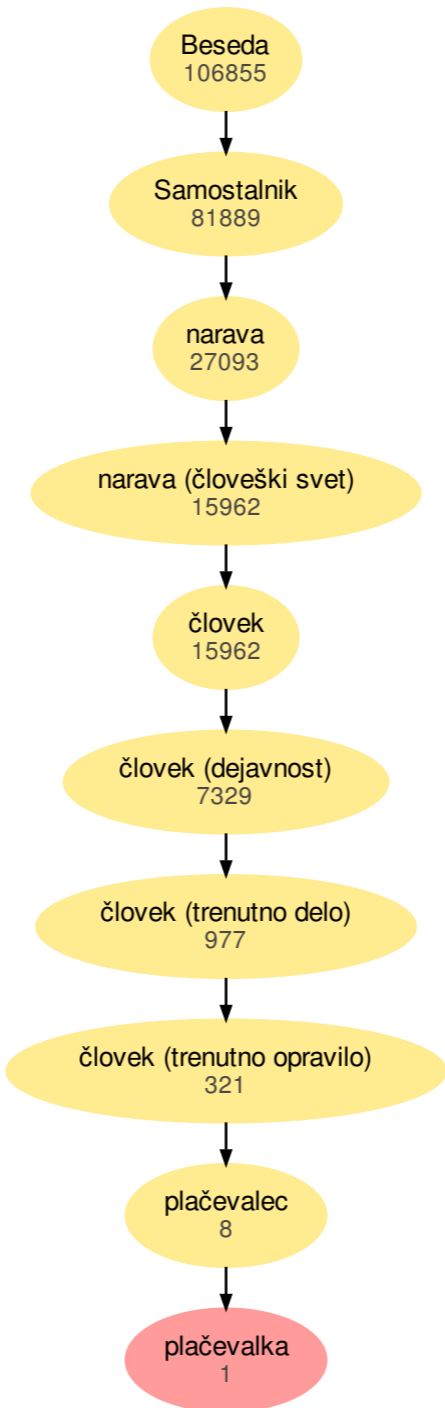 Beseda
106855
Samostalnik
81889
narava
27093
narava (človeški svet)
15962
človek
15962
človek (dejavnost)
7329
človek (trenutno delo)
977
človek (trenutno opravilo)
321
plačevalec
8
plačevalka
1